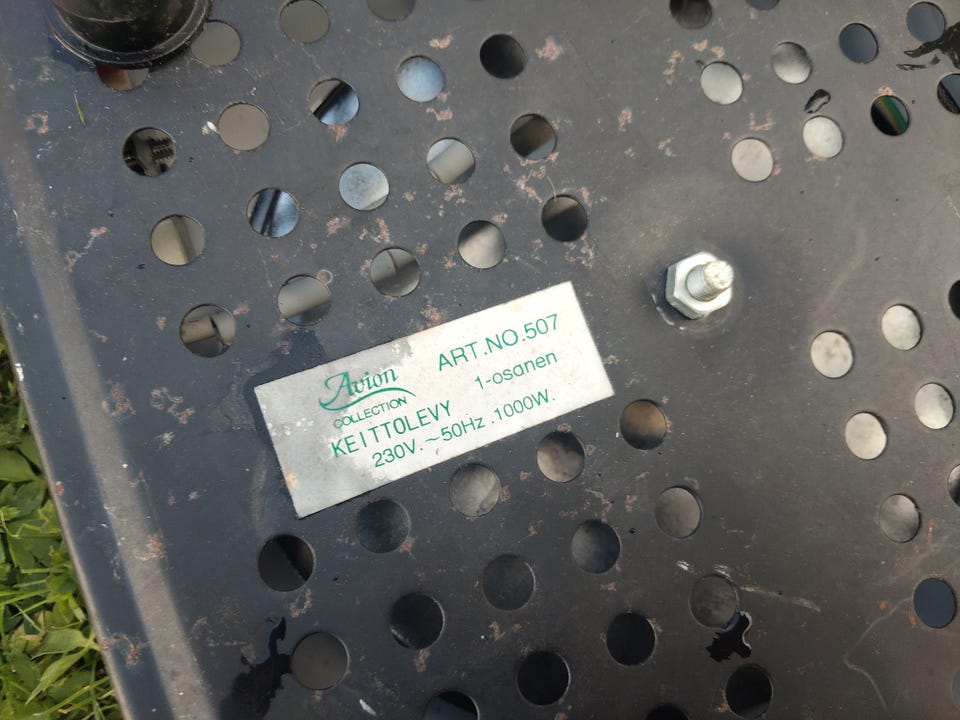 Avion
COLLECTION
ART.NO.507
KEITTOLEVY 1-osanen
230V.~50Hz.1000W.